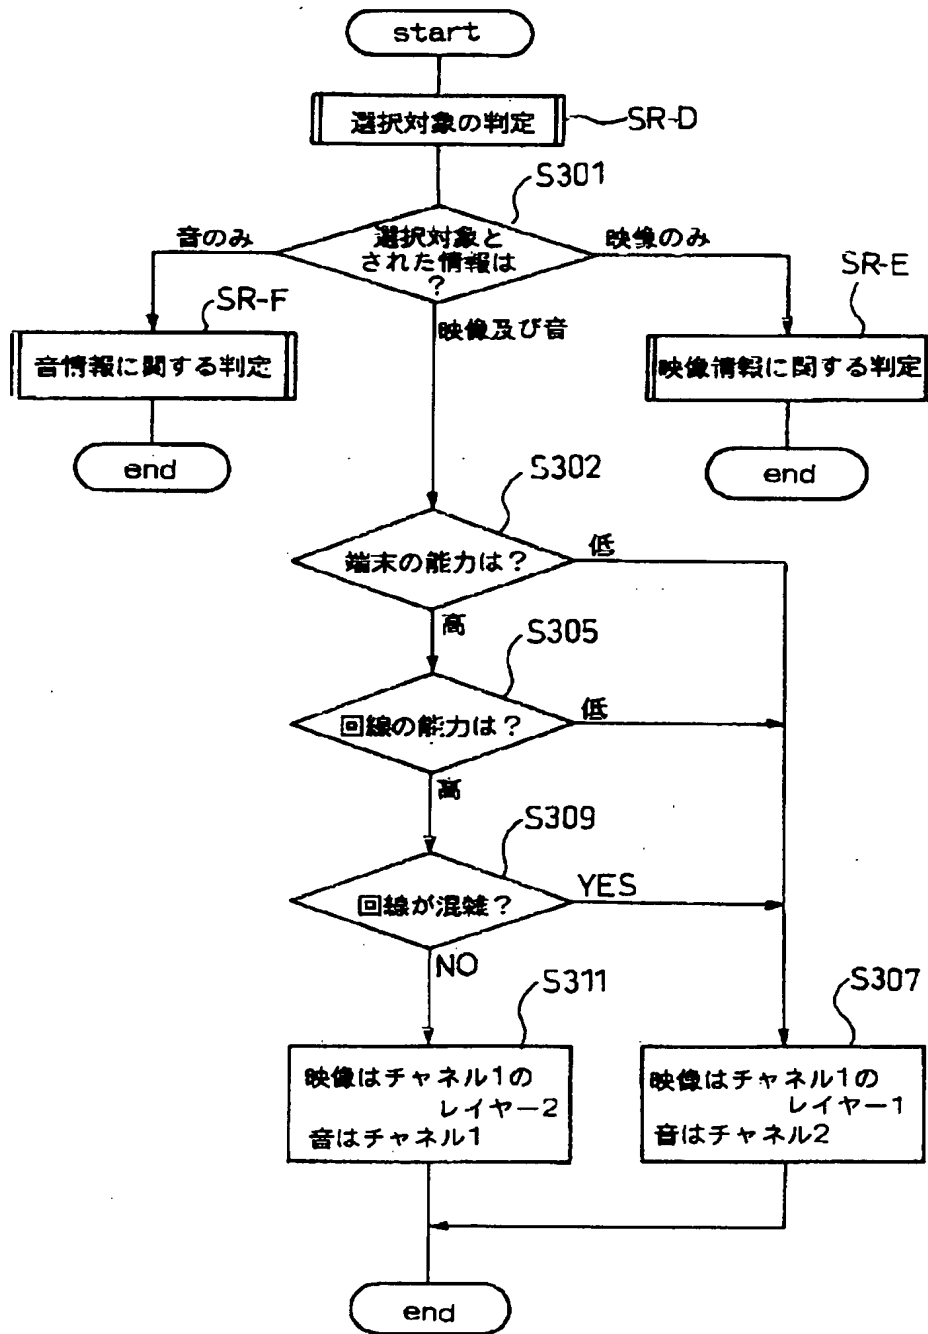 start
選択対象の判定
SR-D
S301
音のみ
選択対象と
された情報は
?
映像のみ
SR-F
SR-E
映像及び音
音情報に関する判定
映像情報に関する判定
end
end
S302
端末の能力は?
低
高
S305
回線の能力は?
低
高
S309
回線が混雑?
YES
NO
S311
S307
映像はチャネル1の
レイヤー2
音はチャネル1
映像はチャネル1の
レイヤー1
音はチャネル2
end